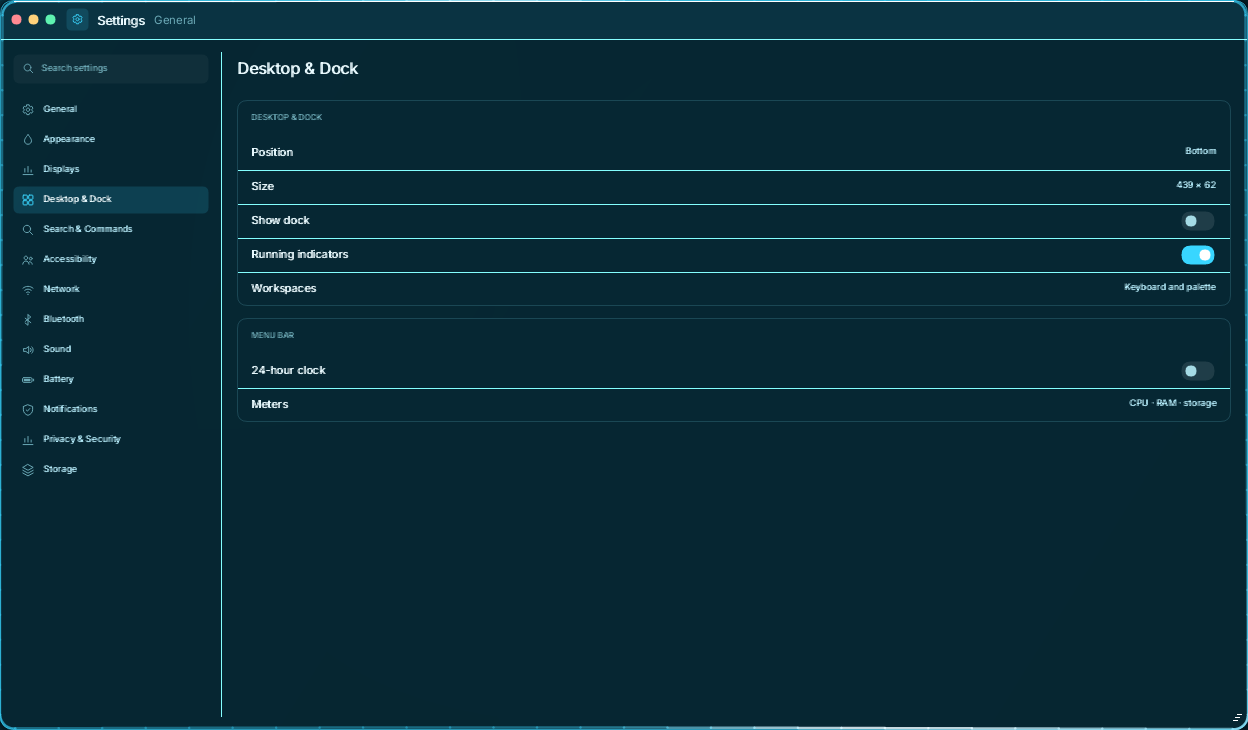 Settings General
Search settings
General
Appearance
Displays
Desktop & Dock
Search & Commands
Accessibility
Network
Bluetooth
Sound
Battery
Notifications
Privacy & Security
Storage
Desktop & Dock
DESKTOP & DOCK
Position Bottom
Size 439 × 62
Show dock
Running indicators
Workspaces Keyboard and palette
MENU BAR
24-hour clock
Meters CPU · RAM · storage